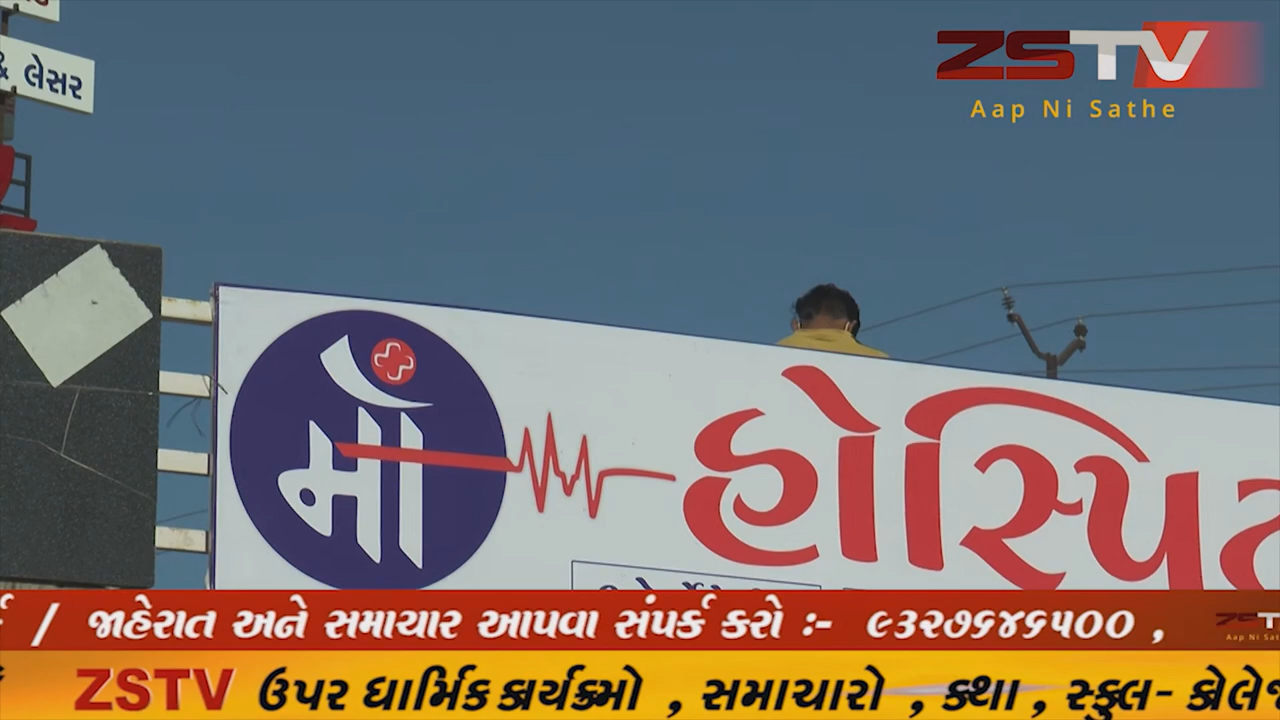 & લેસર
ZSTV
Aap Ni Sathe
માઁ
હોસ્પિટ
/ જાહેરાત અને સમાચાર આપવા સંપર્ક કરો :- ૯૩૨૭૬૪૬૫૦૦ ,
ZSTV ઉપર ધાર્મિક કાર્યક્રમો , સમાચારો , કથા , સ્કુલ- કોલેજ